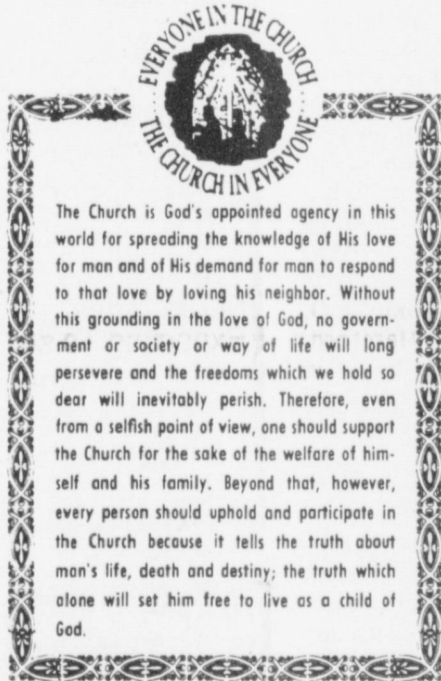 EVERYONE IN THE CHURCH
THE CHURCH IN EVERYONE
The Church is God's appointed agency in this
world for spreading the knowledge of His love
for man and of His demand for man to respond
to that love by loving his neighbor. Without
this grounding in the love of God, no govern-
ment or society or way of life will long
persevere and the freedoms which we hold so
dear will inevitably perish. Therefore, even
from a selfish point of view, one should support
the Church for the sake of the welfare of him-
self and his family. Beyond that, however,
every person should uphold and participate in
the Church because it tells the truth about
man's life, death and destiny; the truth which
alone will set him free to live as a child of
God.